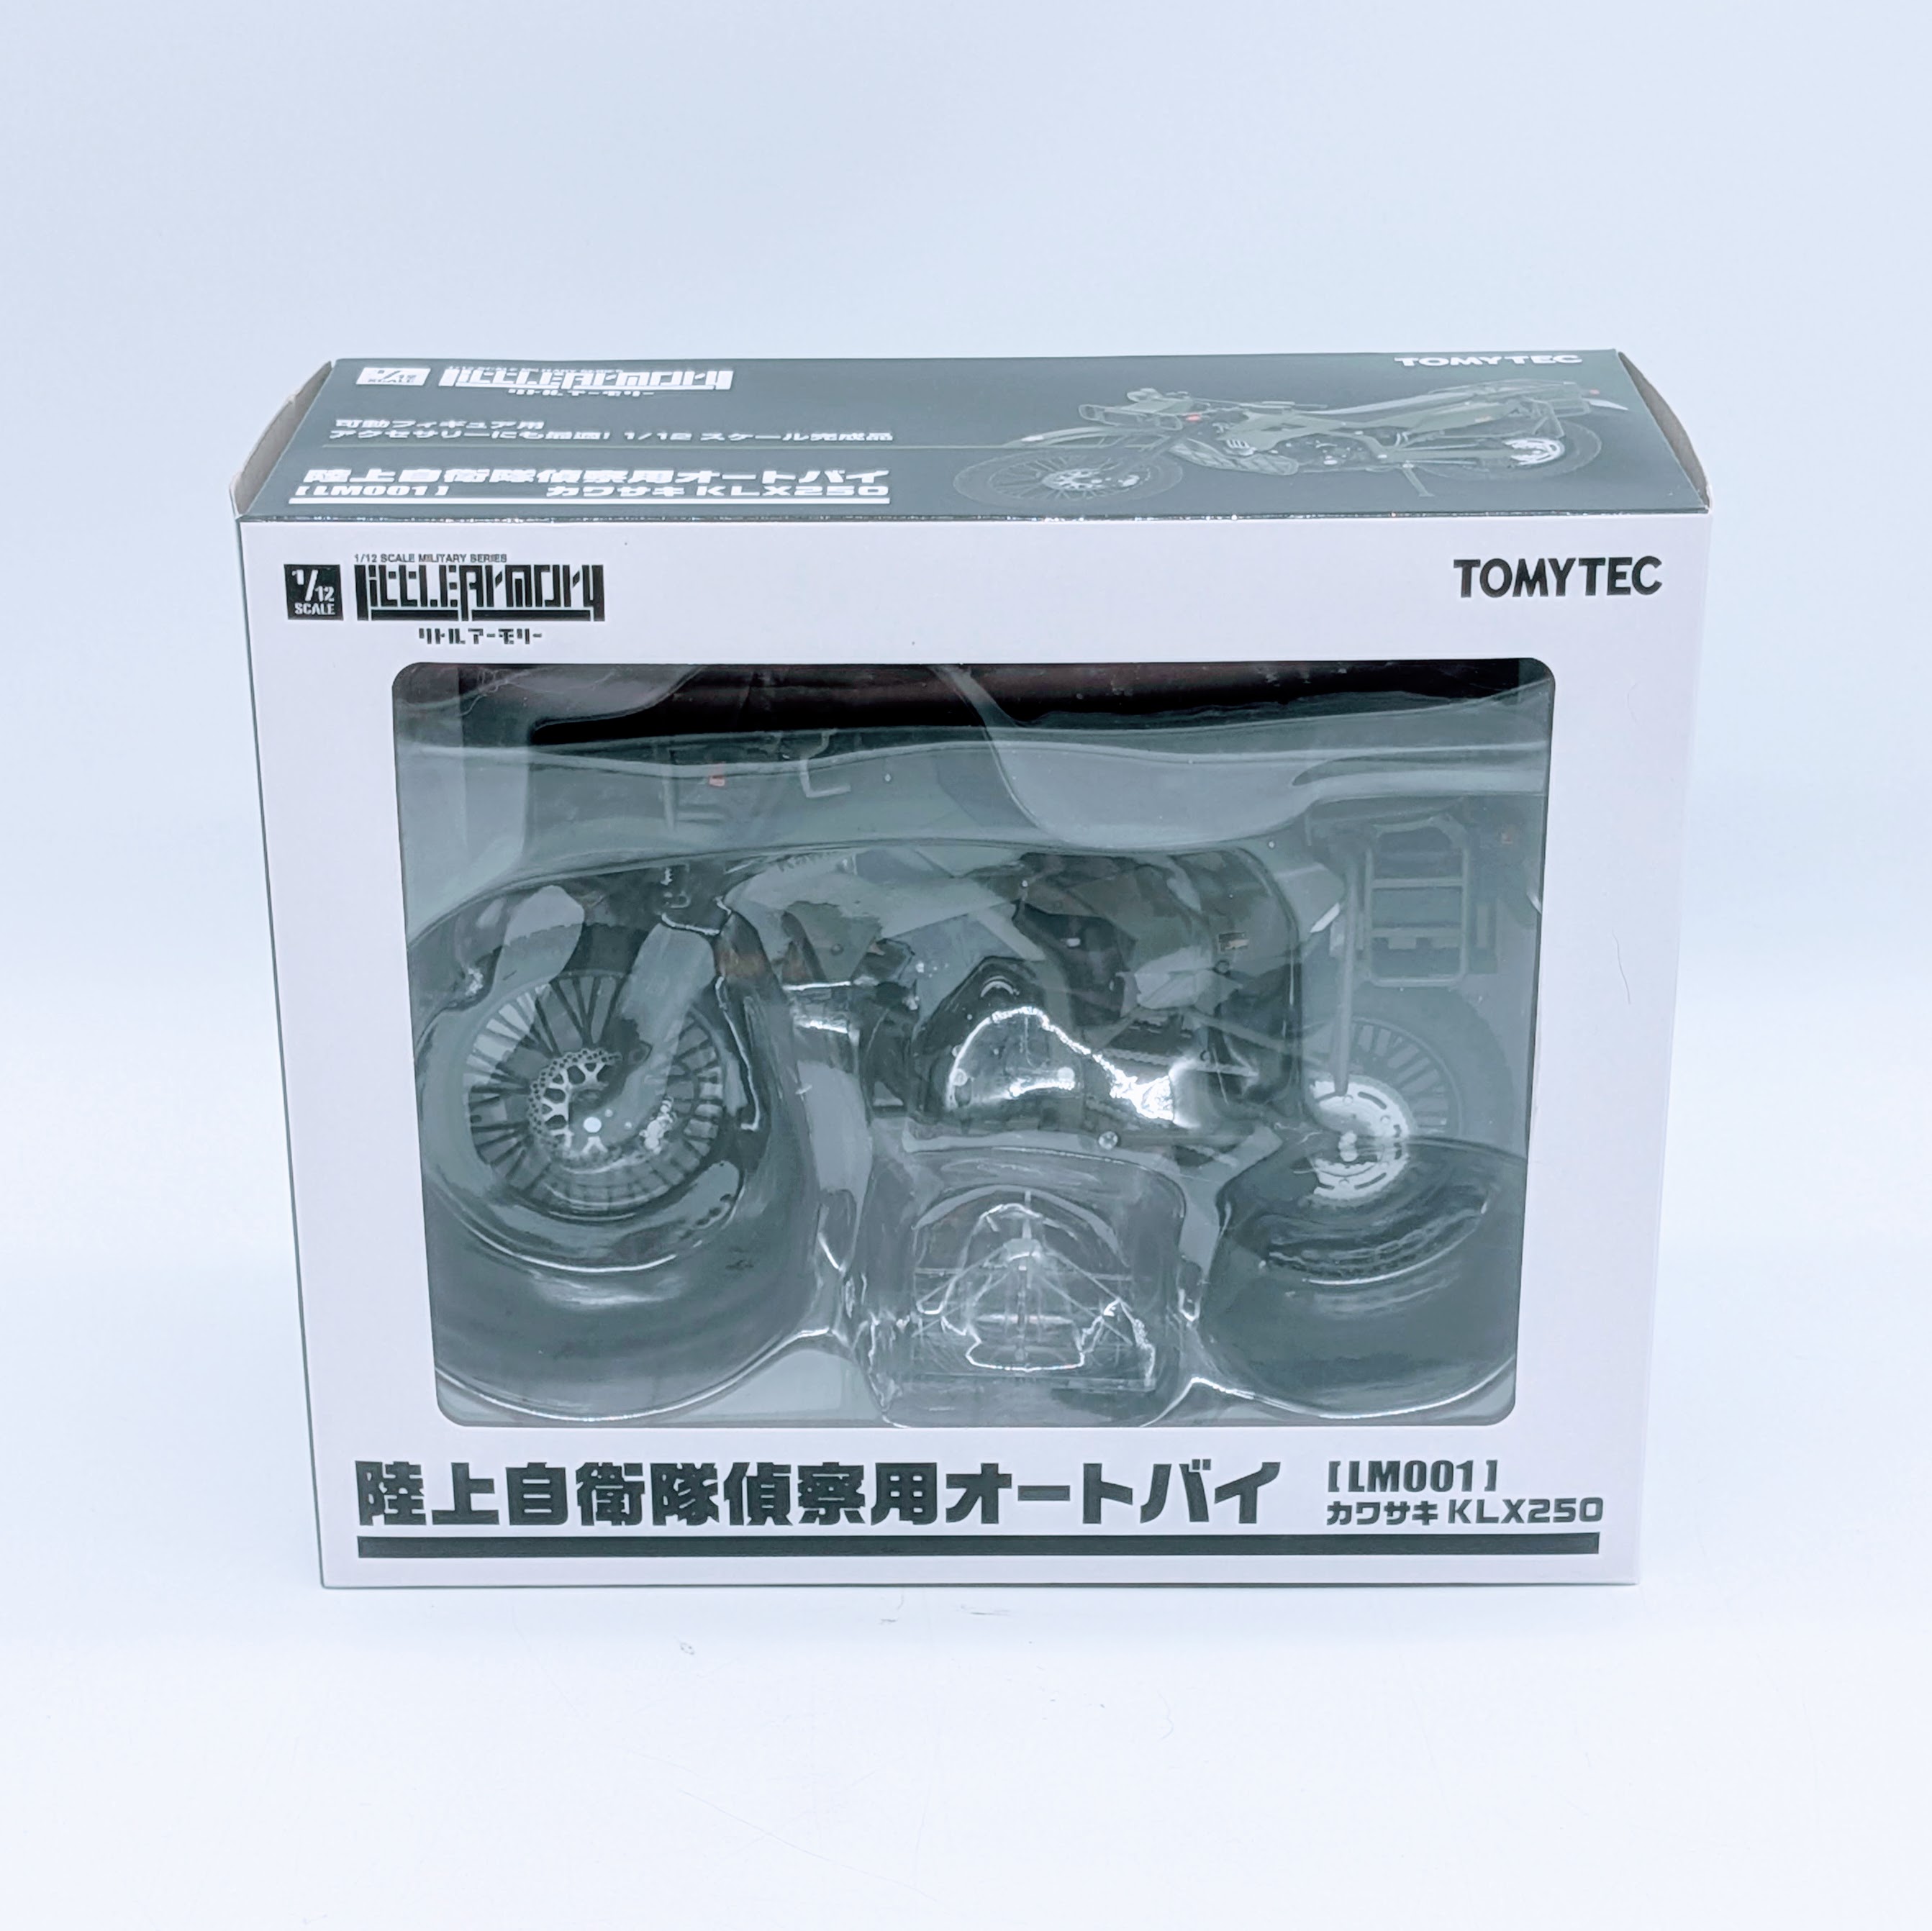 1/12
SCALE
LITTLEARMORY
リトルアーモリー
TOMYTEC
可動フィギュア用
アクセサリーにも最適! 1/12 スケール完成品
陸上自衛隊偵察用オートバイ
[LM001] カワサキ KLX250
1/12
SCALE
1/12 SCALE MILITARY SERIES
LITTLEARMORY
リトルアーモリー
TOMYTEC
陸上自衛隊偵察用オートバイ
[LM001]
カワサキ KLX250